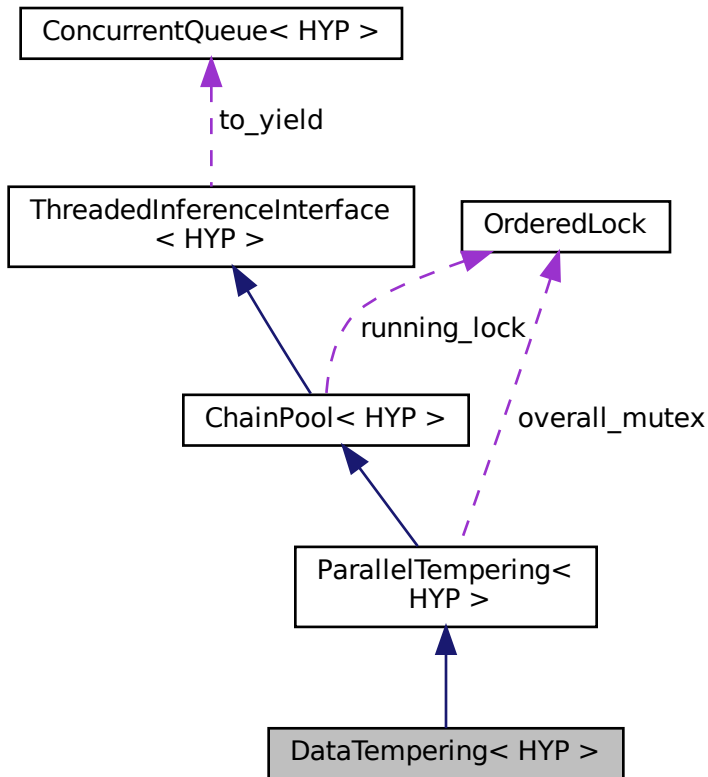 ConcurrentQueue< HYP >
to_yield
ThreadedInferenceInterface
< HYP >
OrderedLock
running_lock
ChainPool< HYP >
overall_mutex
ParallelTempering<
HYP >
DataTempering< HYP >